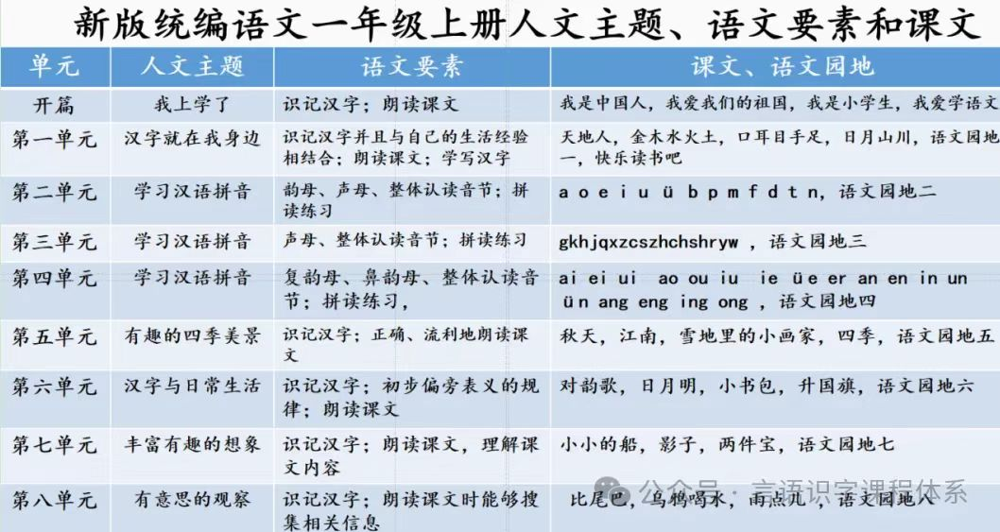 新版统编语文一年级上册人文主题、语文要素和课文
单元 人文主题 语文要素 课文、语文园地
开篇 我上学了 识记汉字；朗读课文 我是中国人，我爱我们的祖国，我是小学生，我爱学语文
第一单元 汉字就在我身边 识记汉字并且与自己的生活经验 天地人，金木水火土，口耳目手足，日月山川，语文园地
相结合；朗读课文；学写汉字 一，快乐读书吧
第二单元 学习汉语拼音 韵母、声母、整体认读音节；拼 a o e i u ü b p m f d t n，语文园地二
读练习
第三单元 学习汉语拼音 声母、整体认读音节；拼读练习 gkhjqxzcszhchshryw ，语文园地三
第四单元 学习汉语拼音 复韵母、鼻韵母、整体认读音 ai ei ui ao ou iu ie üe er an en in un
节；拼读练习， ün ang eng ing ong ，语文园地四
第五单元 有趣的四季美景 识记汉字；正确、流利地朗读课 秋天，江南，雪地里的小画家，四季，语文园地五
文
第六单元 汉字与日常生活 识记汉字；初步偏旁表义的规 对韵歌，日月明，小书包，升国旗，语文园地六
律；朗读课文
第七单元 丰富有趣的想象 识记汉字；朗读课文，理解课 小小的船，影子，两件宝，语文园地七
文内容
第八单元 有意思的观察 识记汉字；朗读课文时能够搜 比尾巴，乌鸦喝水，雨点儿 ，语文园地八
集相关信息
公众号·言语识字课程体系